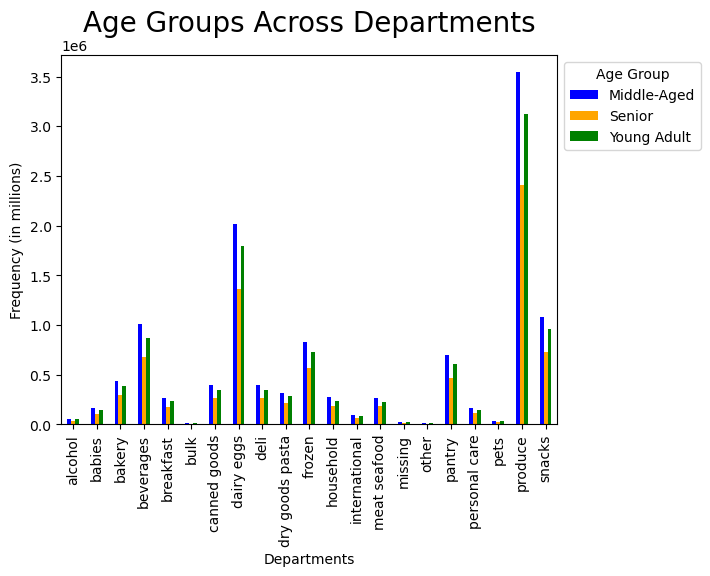 Age Groups Across Departments
1e6
Age Group
Middle-Aged
Senior
Young Adult
Frequency (in millions)
3.5
3.0
2.5
2.0
1.5
1.0
0.5
0.0
alcohol
babies
bakery
beverages
breakfast
bulk
canned goods
dairy eggs
deli
dry goods pasta
frozen
household
international
meat seafood
missing
other
pantry
personal care
pets
produce
snacks
Departments